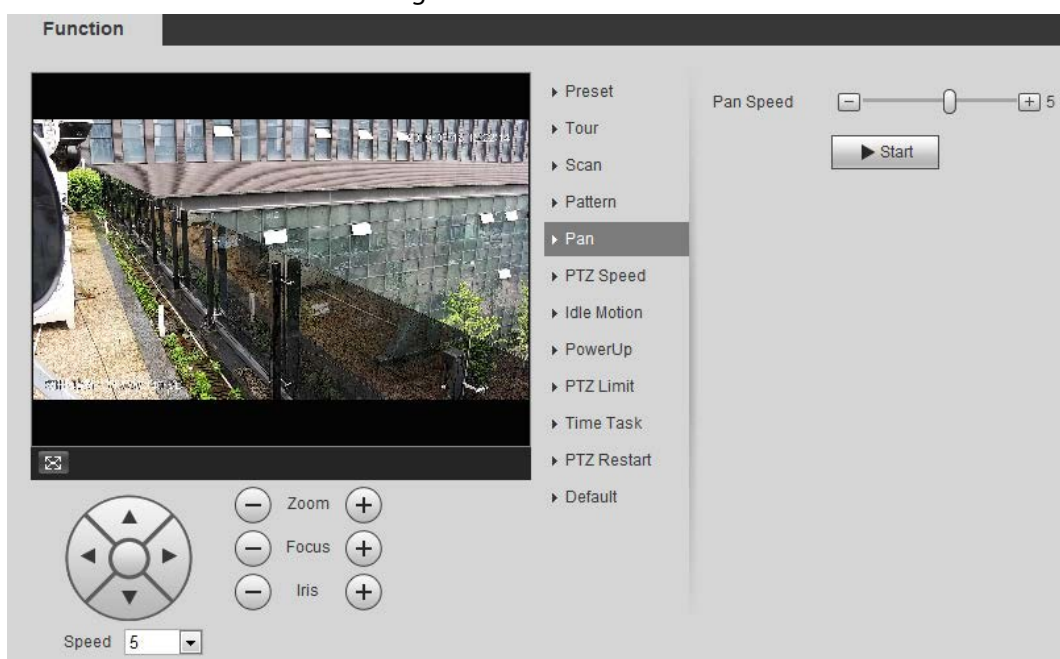 Function
Preset
Tour
Scan
Pattern
Pan
PTZ Speed
Idle Motion
PowerUp
PTZ Limit
Time Task
PTZ Restart
Default
Pan Speed
5
Start
Zoom
Focus
Iris
Speed 5